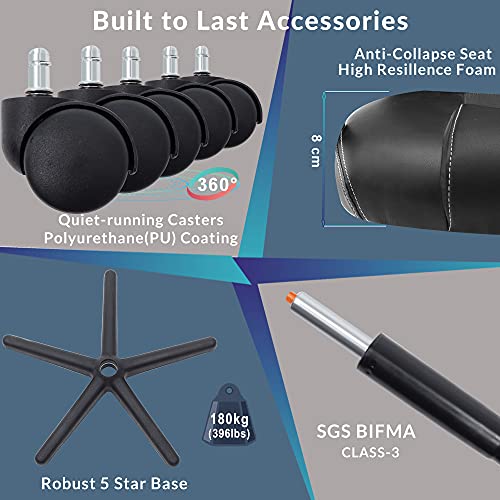 Built to Last Accessories
Anti-Collapse Seat
High Resillence Foam
8 cm
360°
Quiet-running Casters
Polyurethane(PU) Coating
180kg
(396lbs)
Robust 5 Star Base
SGS BIFMA
CLASS-3